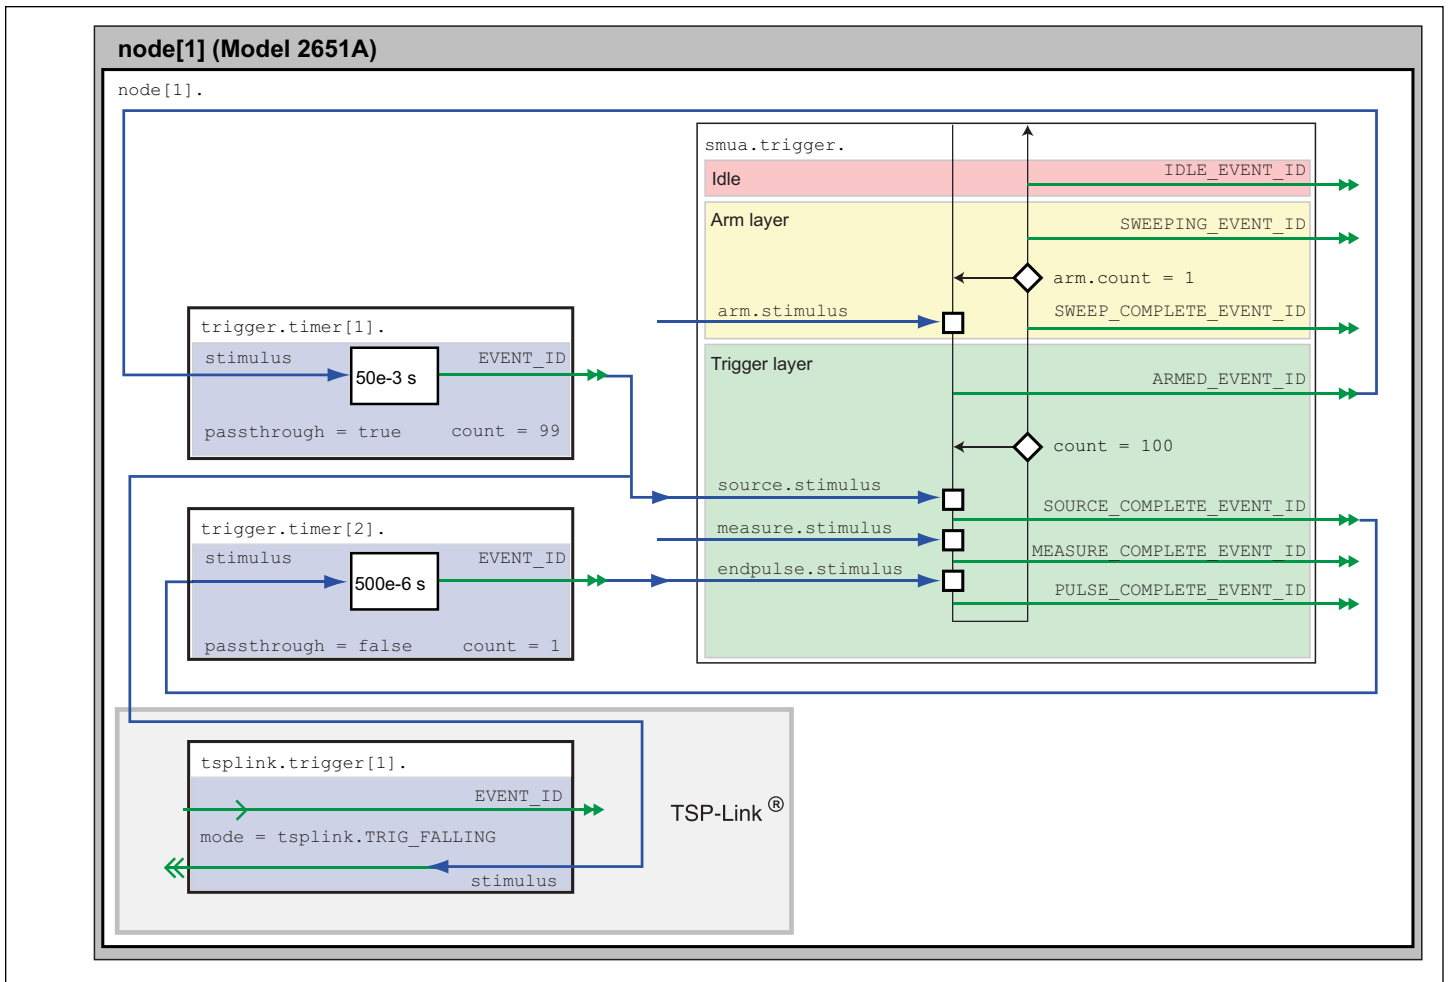 node[1] (Model 2651A)
node[1].
smua.trigger.
Idle
IDLE_EVENT_ID
Arm layer
SWEEPING_EVENT_ID
arm.count = 1
arm.stimulus
SWEEP_COMPLETE_EVENT_ID
Trigger layer
ARMED_EVENT_ID
count = 100
source.stimulus
SOURCE_COMPLETE_EVENT_ID
measure.stimulus
MEASURE_COMPLETE_EVENT_ID
endpulse.stimulus
PULSE_COMPLETE_EVENT_ID
trigger.timer[1].
stimulus
EVENT_ID
50e-3 s
passthrough = true
count = 99
trigger.timer[2].
stimulus
EVENT_ID
500e-6 s
passthrough = false
count = 1
tsplink.trigger[1].
EVENT_ID
mode = tsplink.TRIG_FALLING
stimulus
TSP-Link®